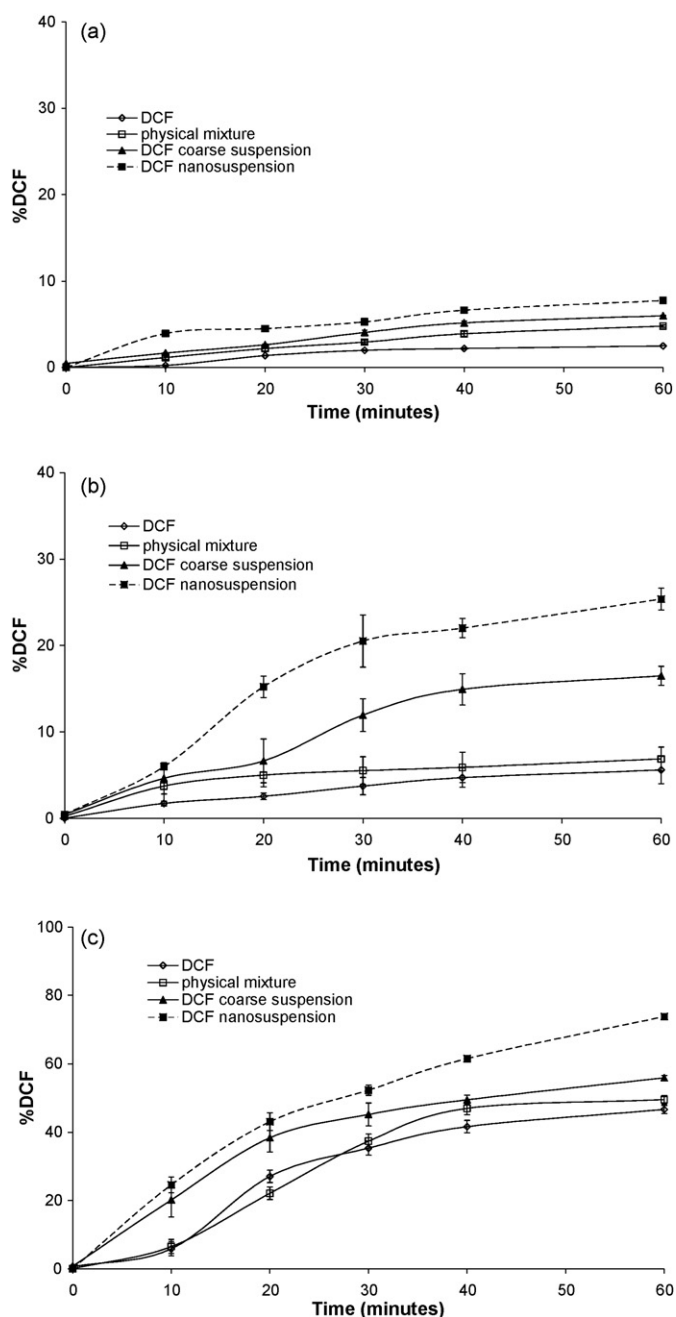 (a)
40
DCF
physical mixture
DCF coarse suspension
DCF nanosuspension
30
20
10
0
%DCF
0 10 20 30 40 50 60
Time (minutes)
(b)
40
DCF
physical mixture
DCF coarse suspension
DCF nanosuspension
30
20
10
0
%DCF
0 10 20 30 40 50 60
Time (minutes)
(c)
100
DCF
physical mixture
DCF coarse suspension
DCF nanosuspension
80
60
40
20
0
%DCF
0 10 20 30 40 50 60
Time (minutes)